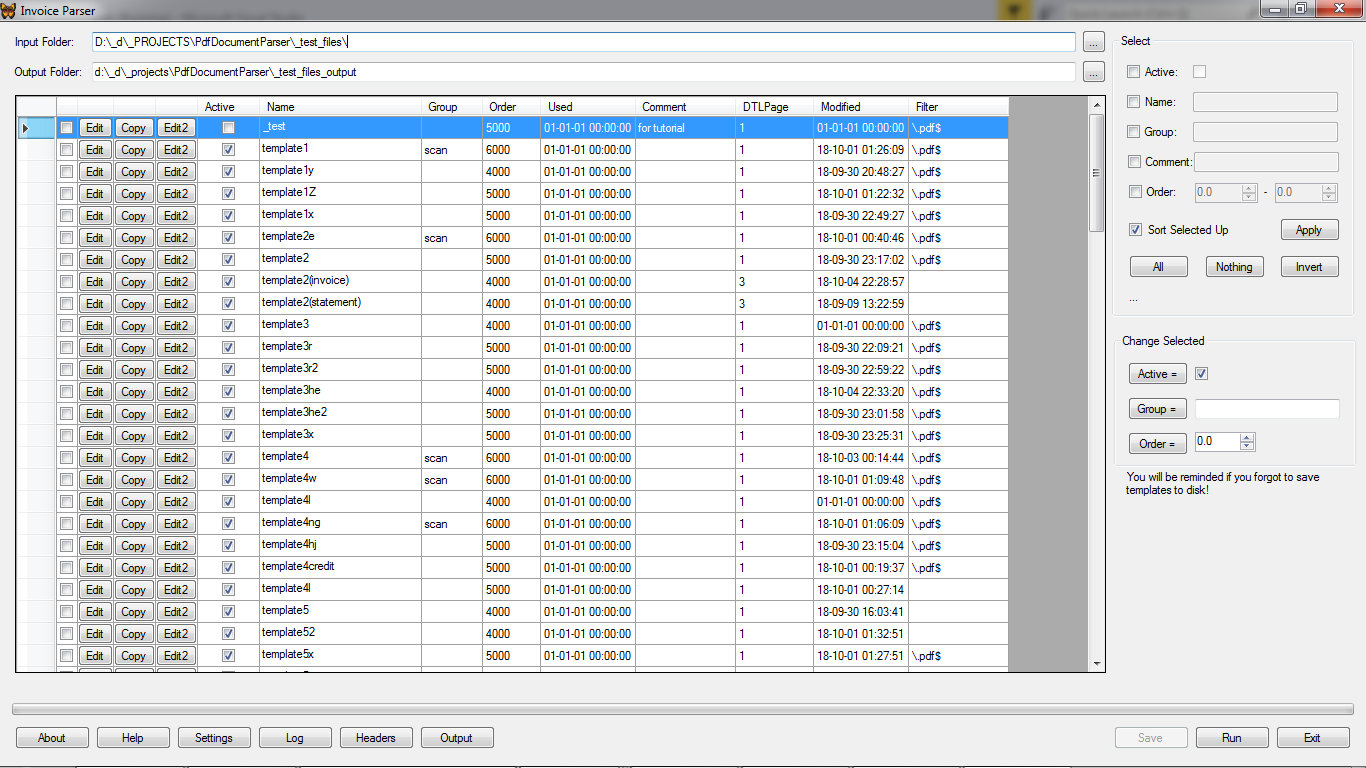 Invoice Parser
Input Folder: D:\_d\_PROJECTS\PdfDocumentParser\_test_files\ ...
Output Folder: d:\_d\_projects\PdfDocumentParser\_test_files_output ...
Active Name Group Order Used Comment DTLPage Modified Filter
Edit Copy Edit2 _test 5000 01-01-01 00:00:00 for tutorial 1 01-01-01 00:00:00 \.pdf$
Edit Copy Edit2 template1 scan 6000 01-01-01 00:00:00 1 18-10-01 01:26:09 \.pdf$
Edit Copy Edit2 template1y 4000 01-01-01 00:00:00 1 18-09-30 20:48:27 \.pdf$
Edit Copy Edit2 template1Z 5000 01-01-01 00:00:00 1 18-10-01 01:22:32 \.pdf$
Edit Copy Edit2 template1x 5000 01-01-01 00:00:00 1 18-09-30 22:49:27 \.pdf$
Edit Copy Edit2 template2e scan 6000 01-01-01 00:00:00 1 18-10-01 00:40:46 \.pdf$
Edit Copy Edit2 template2 5000 01-01-01 00:00:00 1 18-09-30 23:17:02 \.pdf$
Edit Copy Edit2 template2(invoice) 4000 01-01-01 00:00:00 3 18-10-04 22:28:57
Edit Copy Edit2 template2(statement) 4000 01-01-01 00:00:00 3 18-09-09 13:22:59
Edit Copy Edit2 template3 4000 01-01-01 00:00:00 1 01-01-01 00:00:00 \.pdf$
Edit Copy Edit2 template3r 5000 01-01-01 00:00:00 1 18-09-30 22:09:21 \.pdf$
Edit Copy Edit2 template3r2 5000 01-01-01 00:00:00 1 18-09-30 22:59:22 \.pdf$
Edit Copy Edit2 template3he 4000 01-01-01 00:00:00 1 18-10-04 22:33:20 \.pdf$
Edit Copy Edit2 template3he2 5000 01-01-01 00:00:00 1 18-09-30 23:01:58 \.pdf$
Edit Copy Edit2 template3x 5000 01-01-01 00:00:00 1 18-09-30 23:25:31 \.pdf$
Edit Copy Edit2 template4 scan 6000 01-01-01 00:00:00 1 18-10-03 00:14:44 \.pdf$
Edit Copy Edit2 template4w scan 6000 01-01-01 00:00:00 1 18-10-01 01:09:48 \.pdf$
Edit Copy Edit2 template4l 4000 01-01-01 00:00:00 1 01-01-01 00:00:00 \.pdf$
Edit Copy Edit2 template4ng scan 6000 01-01-01 00:00:00 1 18-10-01 01:06:09 \.pdf$
Edit Copy Edit2 template4hj 5000 01-01-01 00:00:00 1 18-09-30 23:15:04 \.pdf$
Edit Copy Edit2 template4credit 5000 01-01-01 00:00:00 1 18-10-01 00:19:37 \.pdf$
Edit Copy Edit2 template4l 5000 01-01-01 00:00:00 1 18-10-01 00:27:14
Edit Copy Edit2 template5 4000 01-01-01 00:00:00 1 18-09-30 16:03:41
Edit Copy Edit2 template52 4000 01-01-01 00:00:00 1 18-10-01 01:32:51
Edit Copy Edit2 template5x 5000 01-01-01 00:00:00 1 18-10-01 01:27:51 \.pdf$
Select
Active:
Name:
Group:
Comment:
Order: 0.0 - 0.0
Sort Selected Up Apply
All Nothing Invert
...
Change Selected
Active =
Group =
Order = 0.0
You will be reminded if you forgot to save
templates to disk!
About Help Settings Log Headers Output Save Run Exit